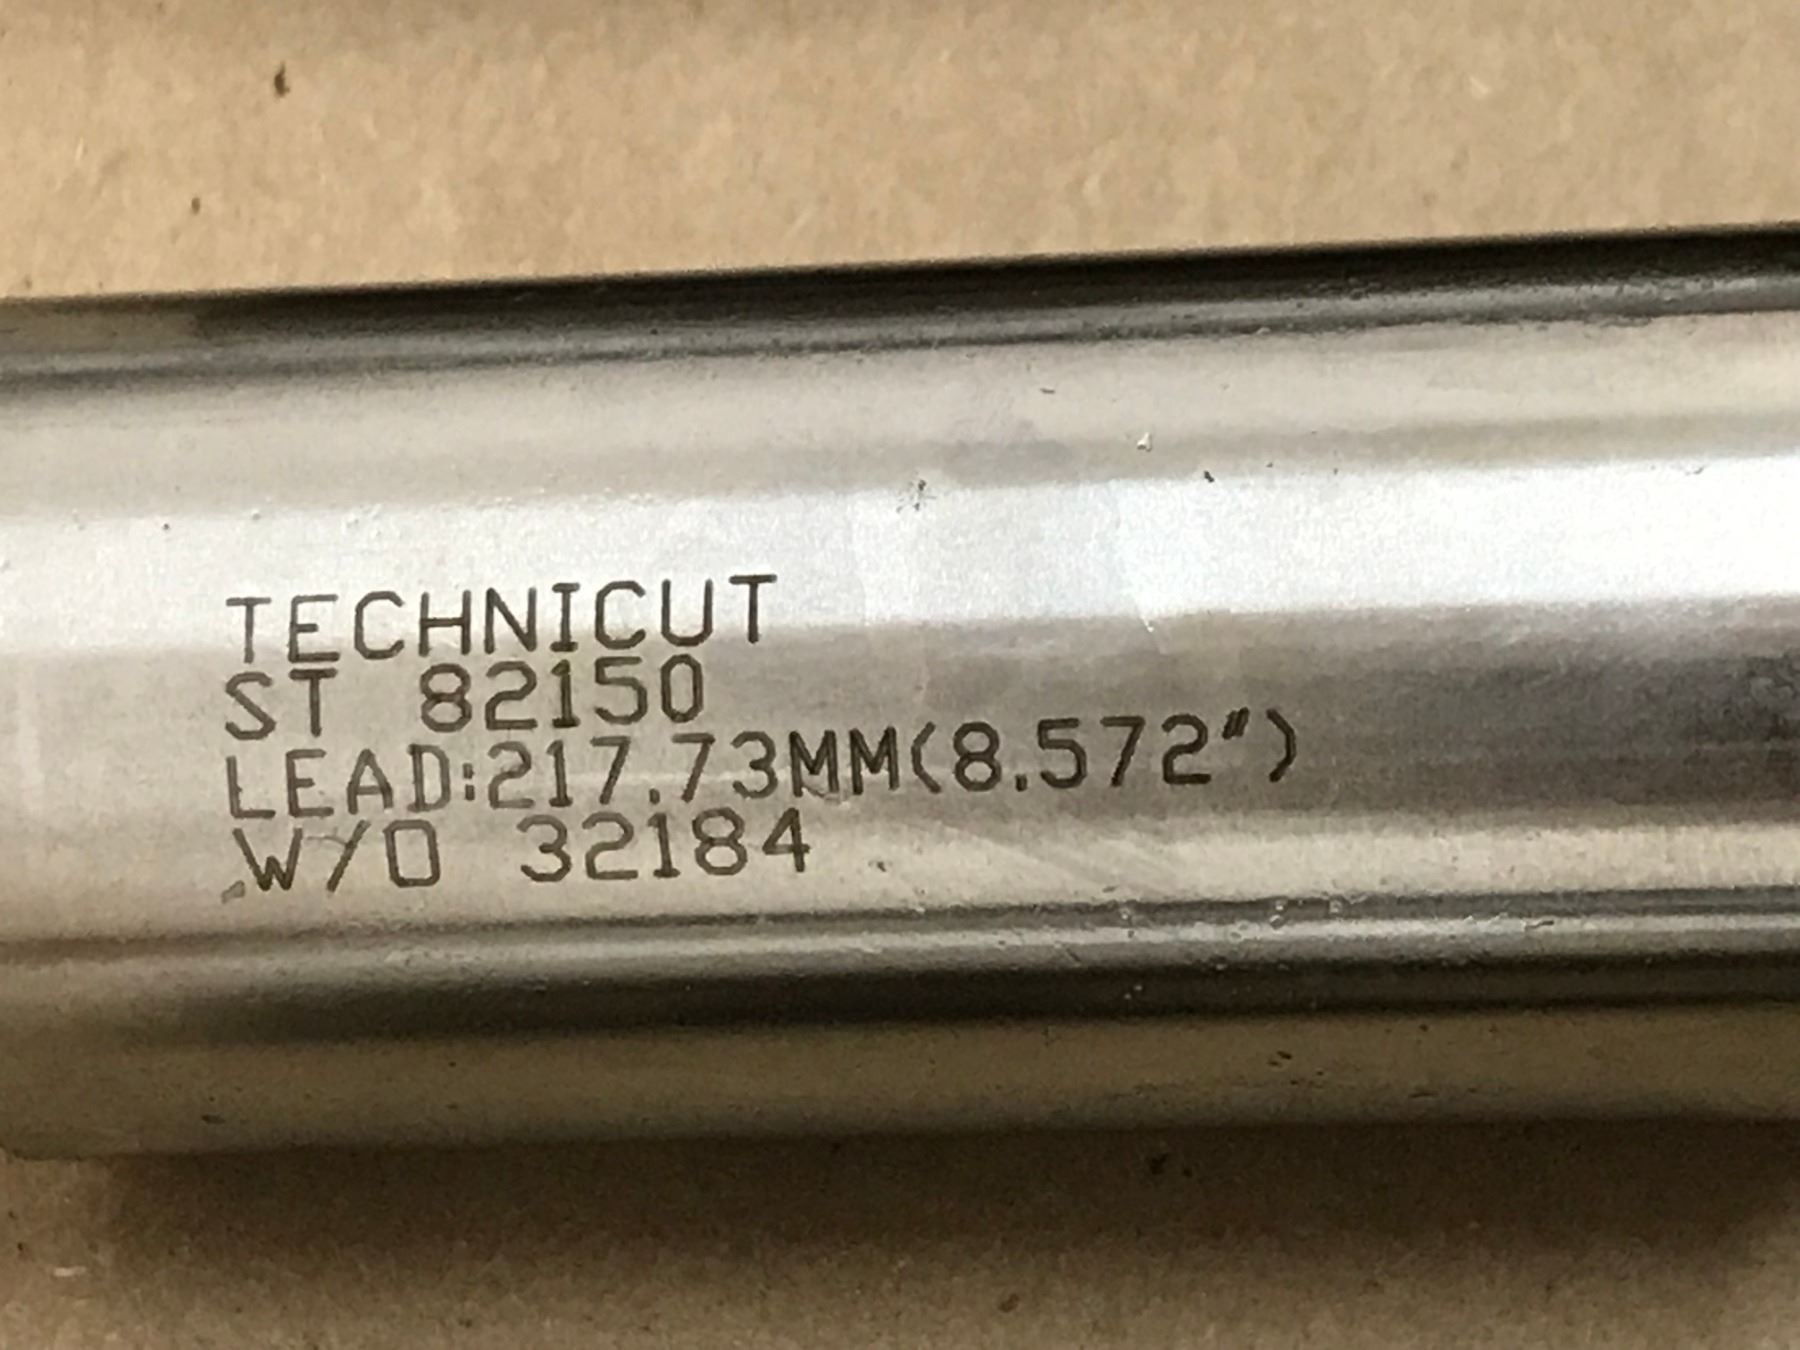 TECHNICUT
ST 82150
LEAD:217.73MM(8.572")
W/O 32184